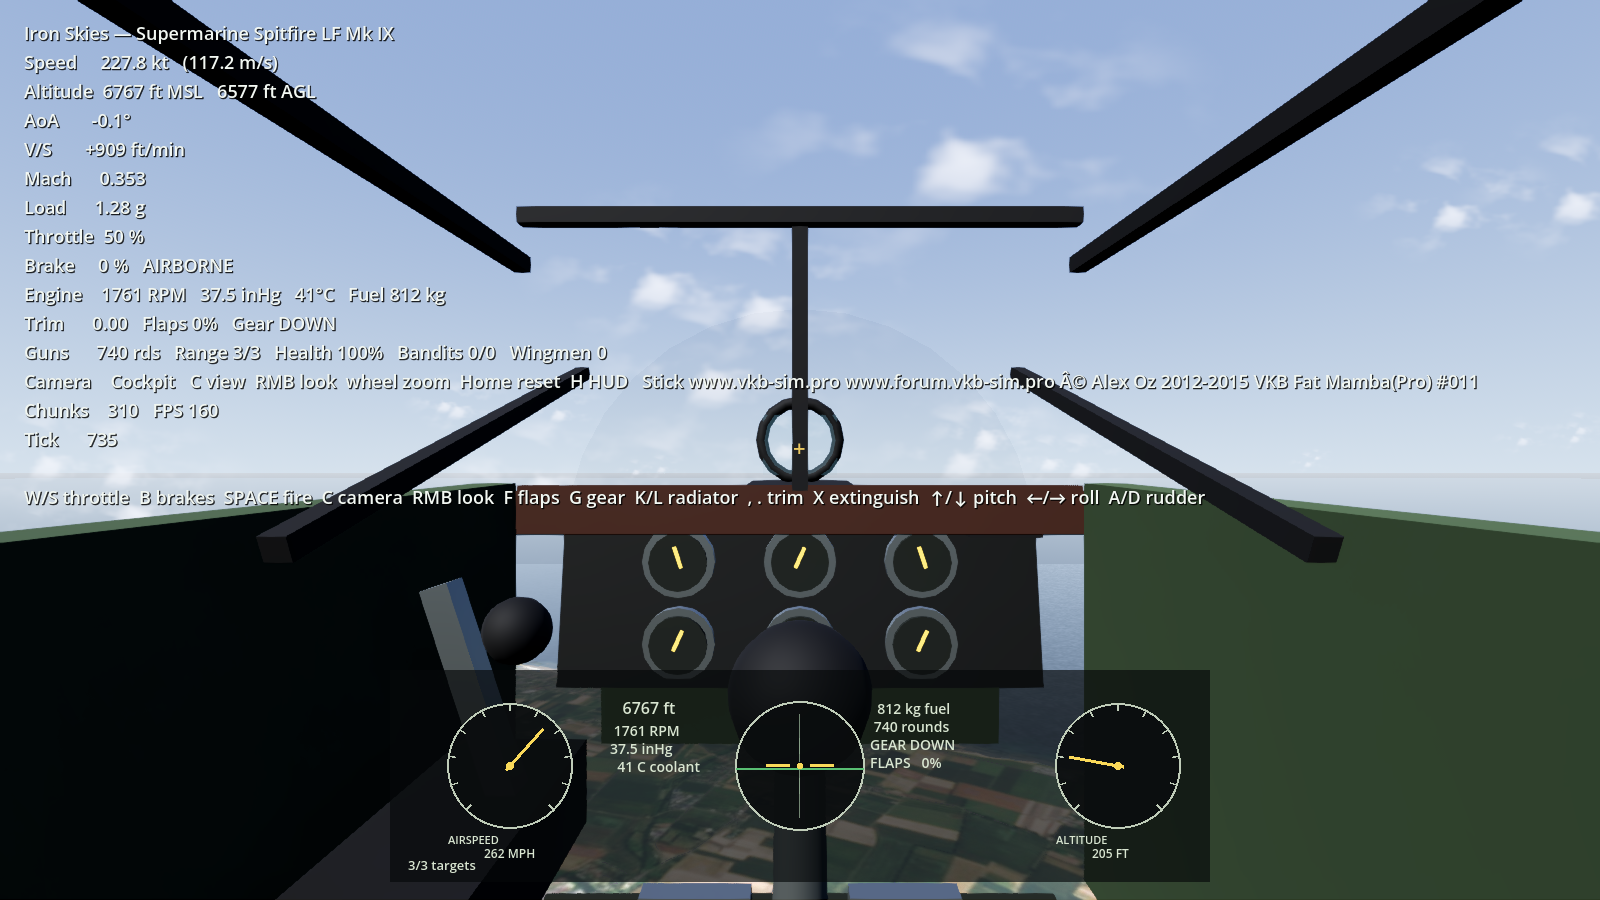 Iron Skies — Supermarine Spitfire LF Mk IX
Speed 227.8 kt (117.2 m/s)
Altitude 6767 ft MSL 6577 ft AGL
AoA -0.1°
V/S +909 ft/min
Mach 0.353
Load 1.28 g
Throttle 50 %
Brake 0 % AIRBORNE
Engine 1761 RPM 37.5 inHg 41°C Fuel 812 kg
Trim 0.00 Flaps 0% Gear DOWN
Guns 740 rds Range 3/3 Health 100% Bandits 0/0 Wingmen 0
Camera Cockpit C view RMB look wheel zoom Home reset H HUD Stick www.vkb-sim.pro www.forum.vkb-sim.pro Â© Alex Oz 2012-2015 VKB Fat Mamba(Pro) #011
Chunks 310 FPS 160
Tick 735
W/S throttle B brakes SPACE fire C camera RMB look F flaps G gear K/L radiator , . trim X extinguish ↑/↓ pitch ←/→ roll A/D rudder
6767 ft
1761 RPM
37.5 inHg
41 C coolant
812 kg fuel
740 rounds
GEAR DOWN
FLAPS 0%
AIRSPEED
262 MPH
3/3 targets
ALTITUDE
205 FT